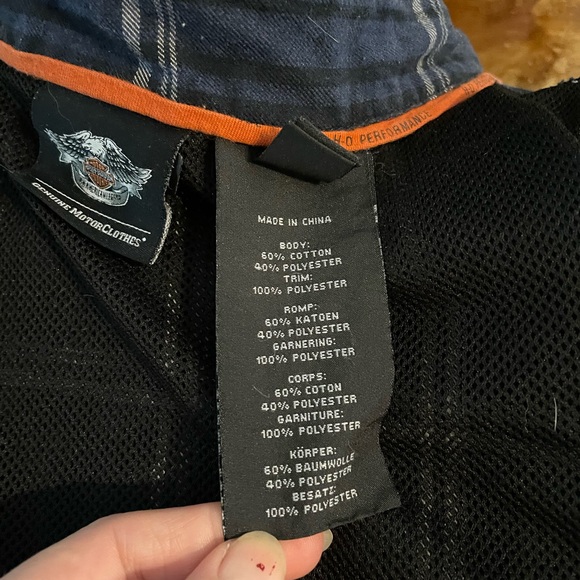 H-D PERFORMANCE
GENUINE MOTORCLOTHES®
MADE IN CHINA
BODY:
60% COTTON
40% POLYESTER
TRIM:
100% POLYESTER
ROMP:
60% KATOEN
40% POLYESTER
GARNERING:
100% POLYESTER
CORPS:
60% COTON
40% POLYESTER
GARNITURE:
100% POLYESTER
KÖRPER:
60% BAUMWOLLE
40% POLYESTER
BESATZ:
100% POLYESTER